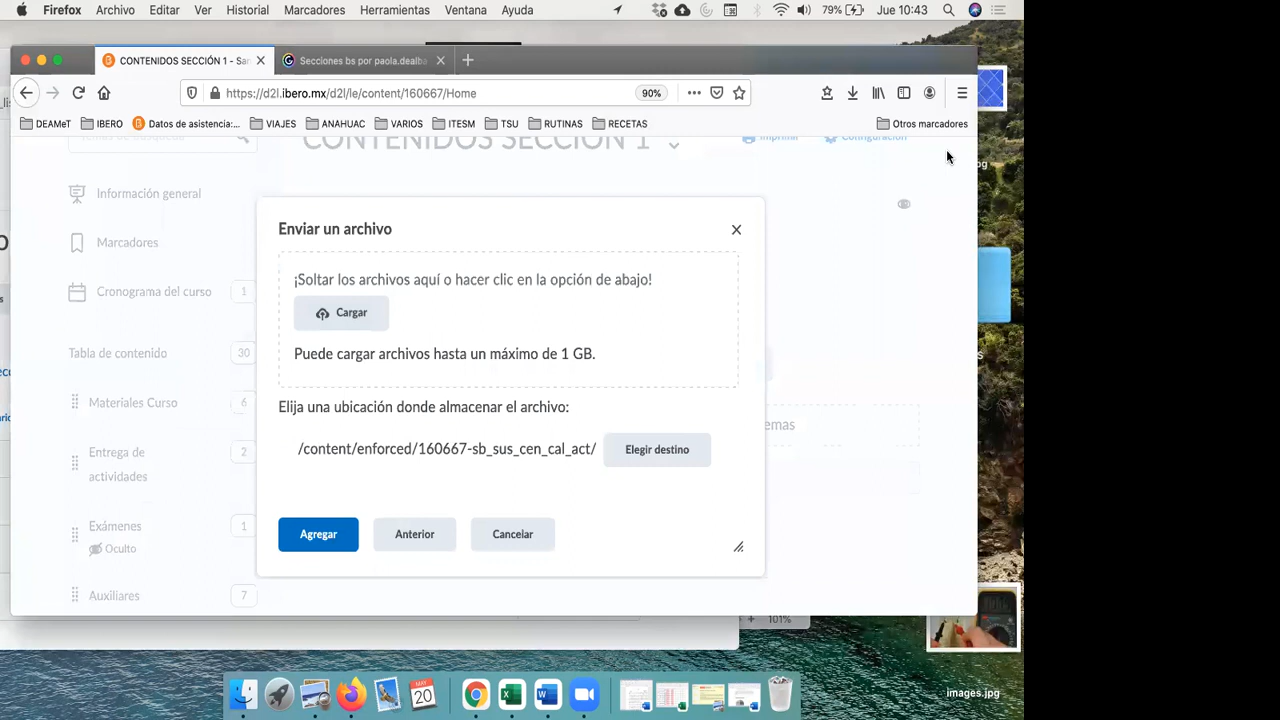 Firefox Archivo Editar Ver Historial Marcadores Herramientas Ventana Ayuda 79% Jue 10:43
CONTENIDOS SECCIÓN 1 - San
Secciones bs por paola.dealba
https://d2l.ibero.mx/d2l/le/content/160667/Home
90%
DEAMeT IBERO Datos de asistencia:... VIAJES ANAHUAC VARIOS ITESM TSU RUTINAS RECETAS Otros marcadores
CONTENIDOS SECCIÓN 1 Imprimir Configuración
Información general
Marcadores
Cronograma del curso 1
Tabla de contenido 30
Materiales Curso 6
Entrega de
actividades 2
Exámenes 1
Oculto
Auxiliares 7
Enviar un archivo
¡Soltar los archivos aquí o hacer clic en la opción de abajo!
Cargar
Puede cargar archivos hasta un máximo de 1 GB.
Elija una ubicación donde almacenar el archivo:
/content/enforced/160667-sb_sus_cen_cal_act/ Elegir destino
Agregar Anterior Cancelar
emas
101%
MAY
20
images.jpg